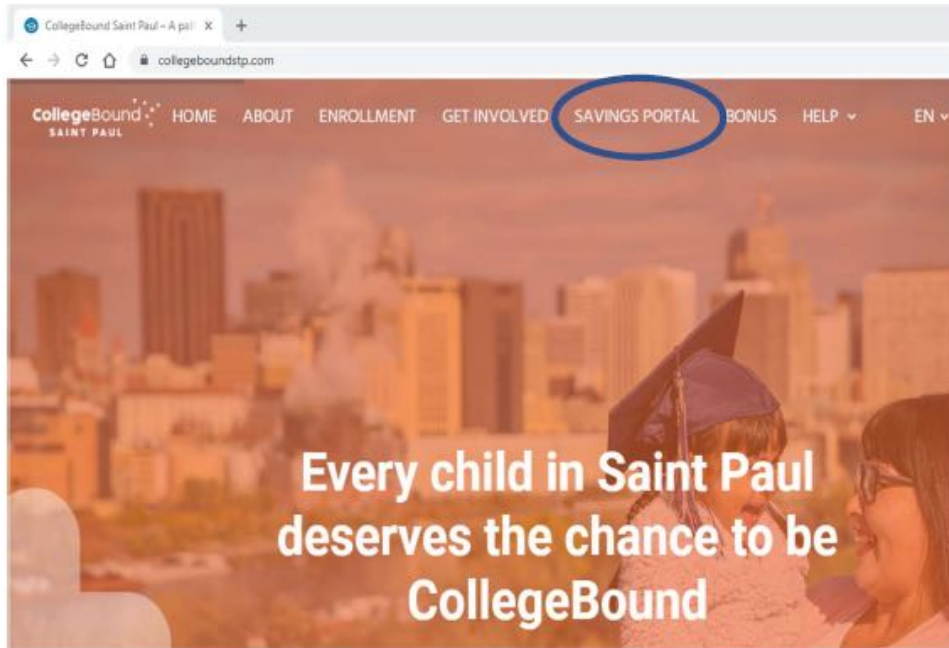 CollegeBound Saint Paul – A pat
collegeboundstp.com
CollegeBound
SAINT PAUL
HOME ABOUT ENROLLMENT GET INVOLVED SAVINGS PORTAL BONUS HELP EN
Every child in Saint Paul
deserves the chance to be
CollegeBound